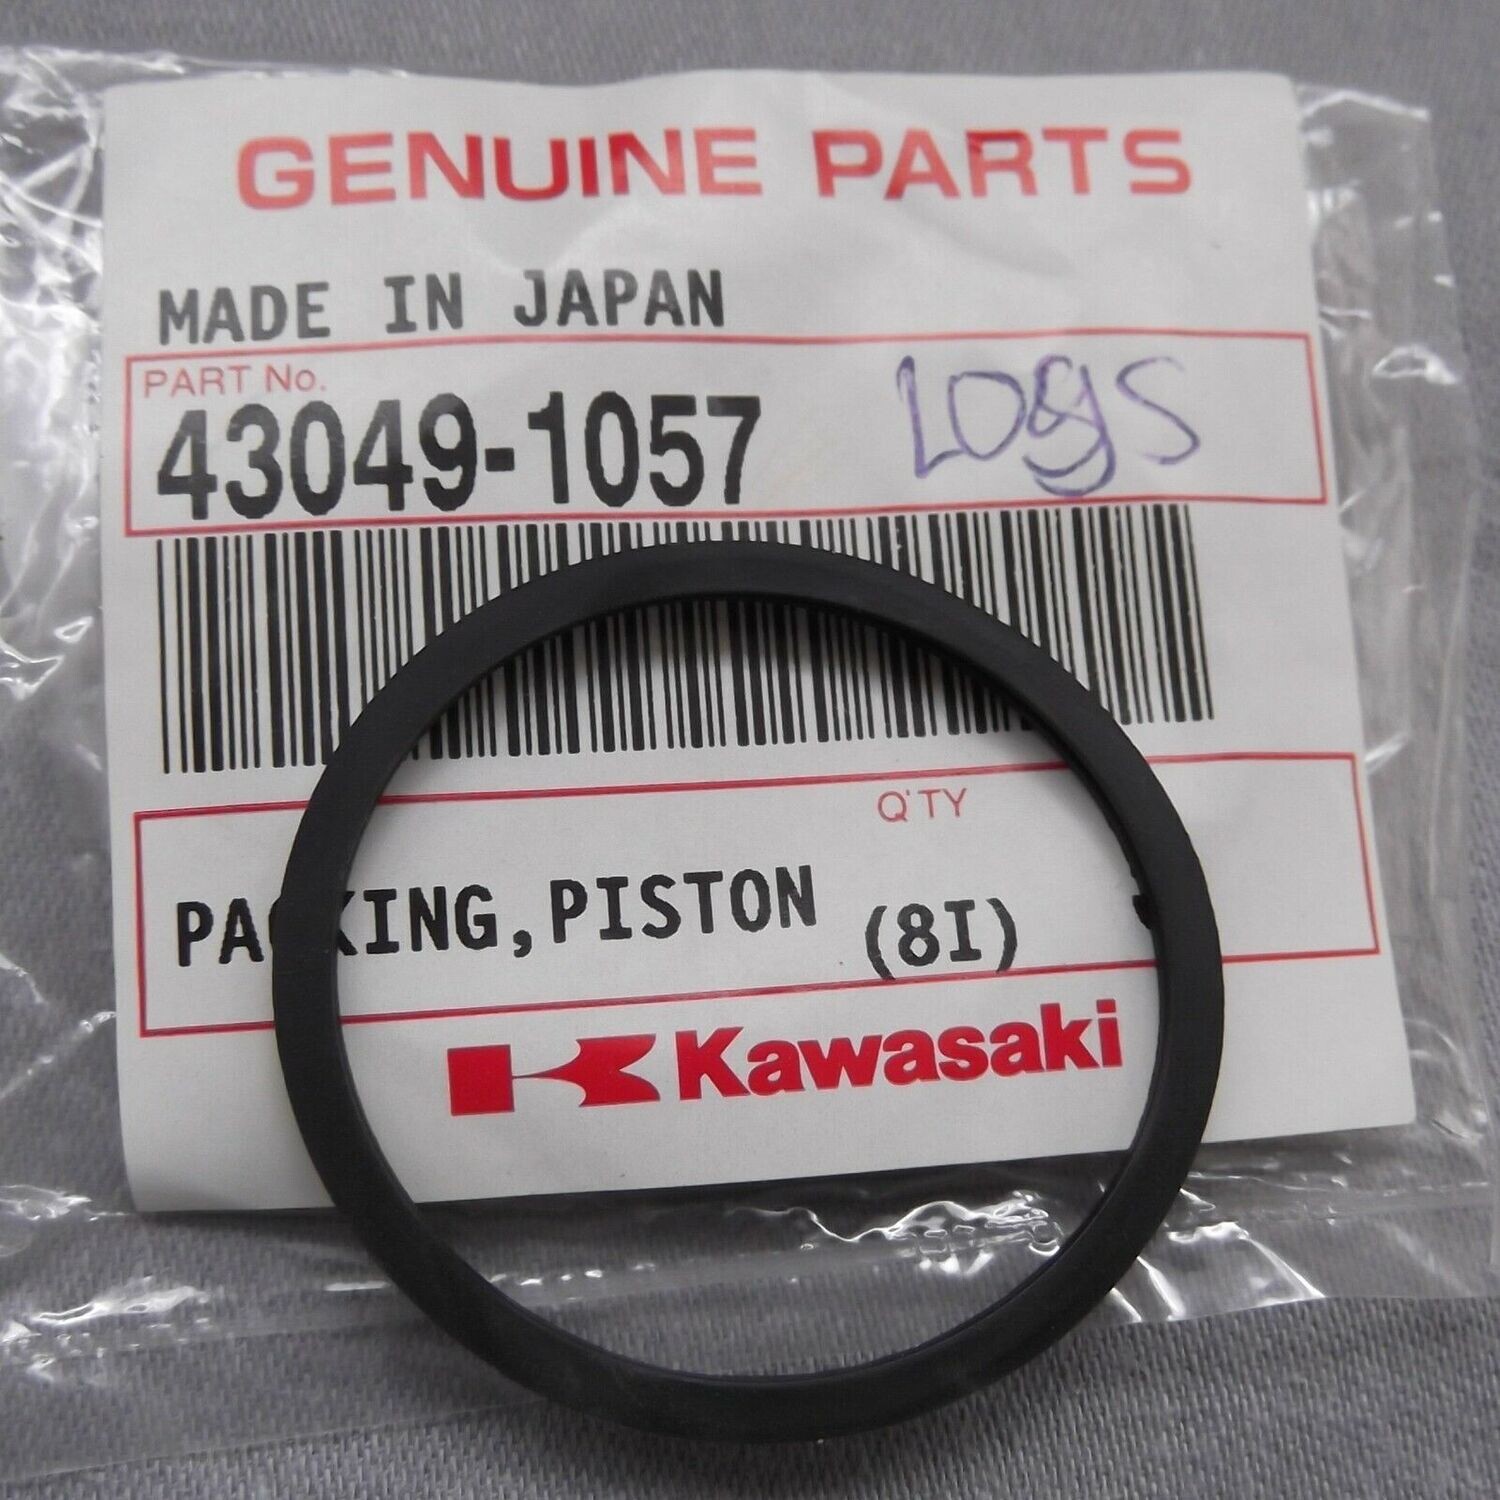 GENUINE PARTS
MADE IN JAPAN
PART No.
43049-1057
Q'TY
PACKING,PISTON (8I)
Kawasaki